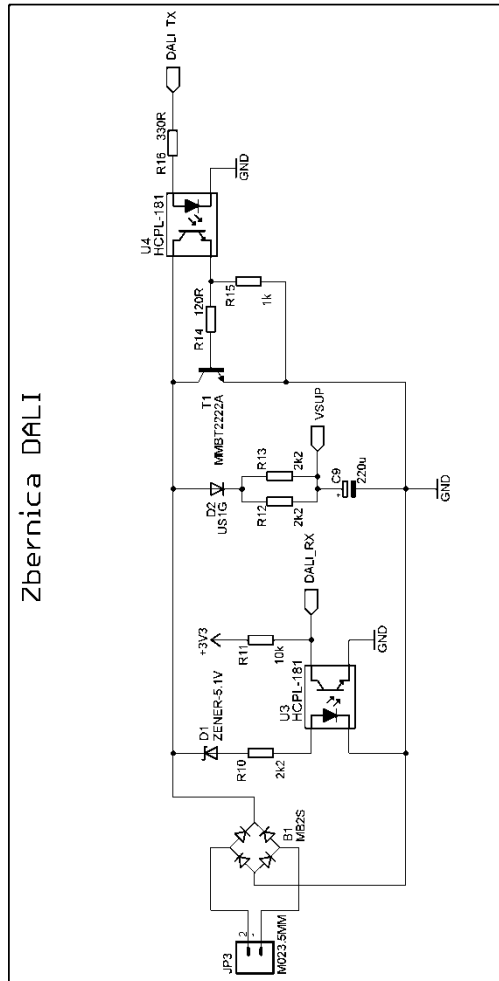 Zbernica DALI
JP3
2
1
M023.5MM
B1
MB2S
D1
ZENER-5.1V
R10
2k2
+3V3
R11
10k
DALI_RX
U3
HCPL-181
GND
D2
US1G
R12
2k2
R13
2k2
VSUP
C9
+
220u
GND
T1
MMBT2222A
R14 120R
R15
1k
U4
HCPL-181
GND
R16 330R
DALI_TX